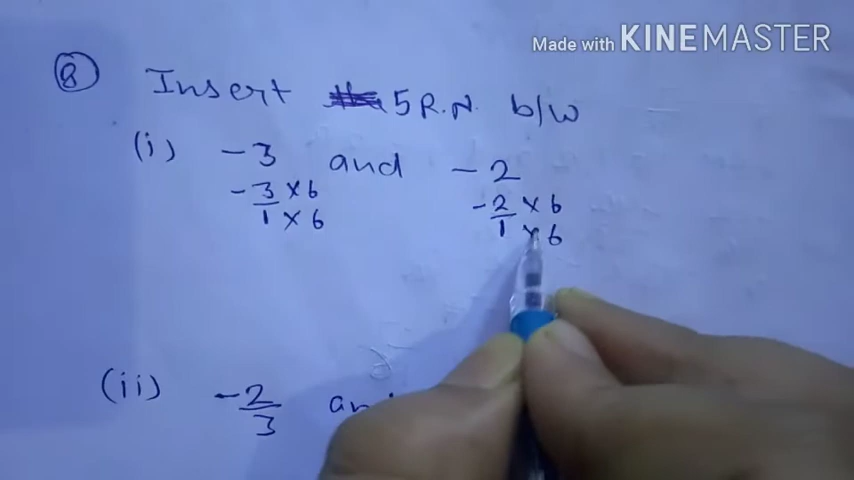 Made with KINEMASTER
Q Insert 5 R.N. b/w
(i) -3 and -2
-3/1 × 6 × 6 -2/1 × 6 × 6
(ii) -2/3